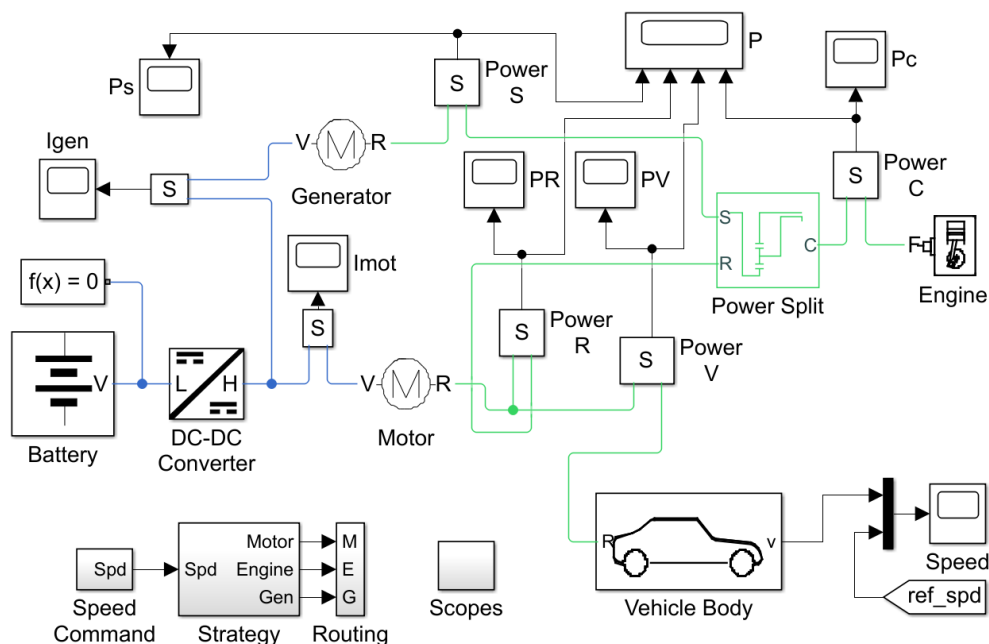 Ps
S
Power
S
P
Pc
Igen
S
V
M
R
Generator
PR
PV
S
Power
C
S
R
C
Power Split
F
Engine
f(x) = 0
Imot
S
S
Power
R
S
Power
V
V
Battery
L
H
DC-DC
Converter
V
M
R
Motor
R
v
Vehicle Body
Speed
ref_spd
Spd
Speed
Command
Spd
Motor
Engine
Gen
Strategy
M
E
G
Routing
Scopes